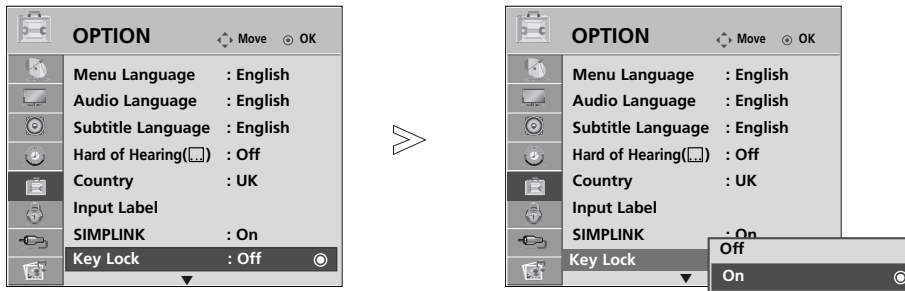 OPTION Move OK
Menu Language : English
Audio Language : English
Subtitle Language : English
Hard of Hearing( ) : Off
Country : UK
Input Label
SIMPLINK : On
Key Lock : Off
OPTION Move OK
Menu Language : English
Audio Language : English
Subtitle Language : English
Hard of Hearing( ) : Off
Country : UK
Input Label
SIMPLINK : On
Key Lock
Off
On